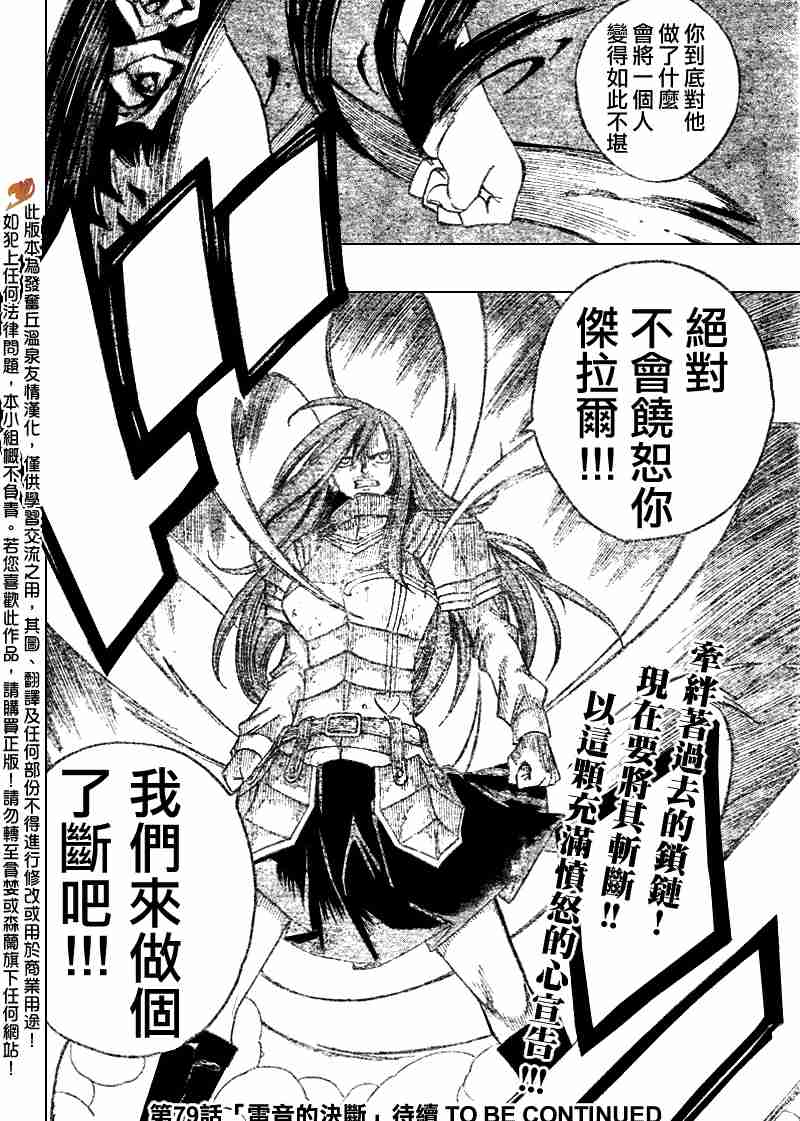 你到底對他
做了什麼
會將一個人
變得如此不堪
絕對
不會饒恕你
傑拉爾!!!
牽絆著過去的鎖鏈!
現在要將其斬斷!!
以這顆充滿憤怒的心宣告!!!
我們來做個
了斷吧!!!
此版本為發奮丘溫泉友情漢化，僅供學習交流之用，其圖、翻譯及任何部份不得進行修改或用於商業用途！
如犯上任何法律問題，本小組概不負責。若您喜歡此作品，請購買正版！請勿轉至貪婪或森蘭旗下任何網站！
第79話「雷音的決斷」待續 TO BE CONTINUED